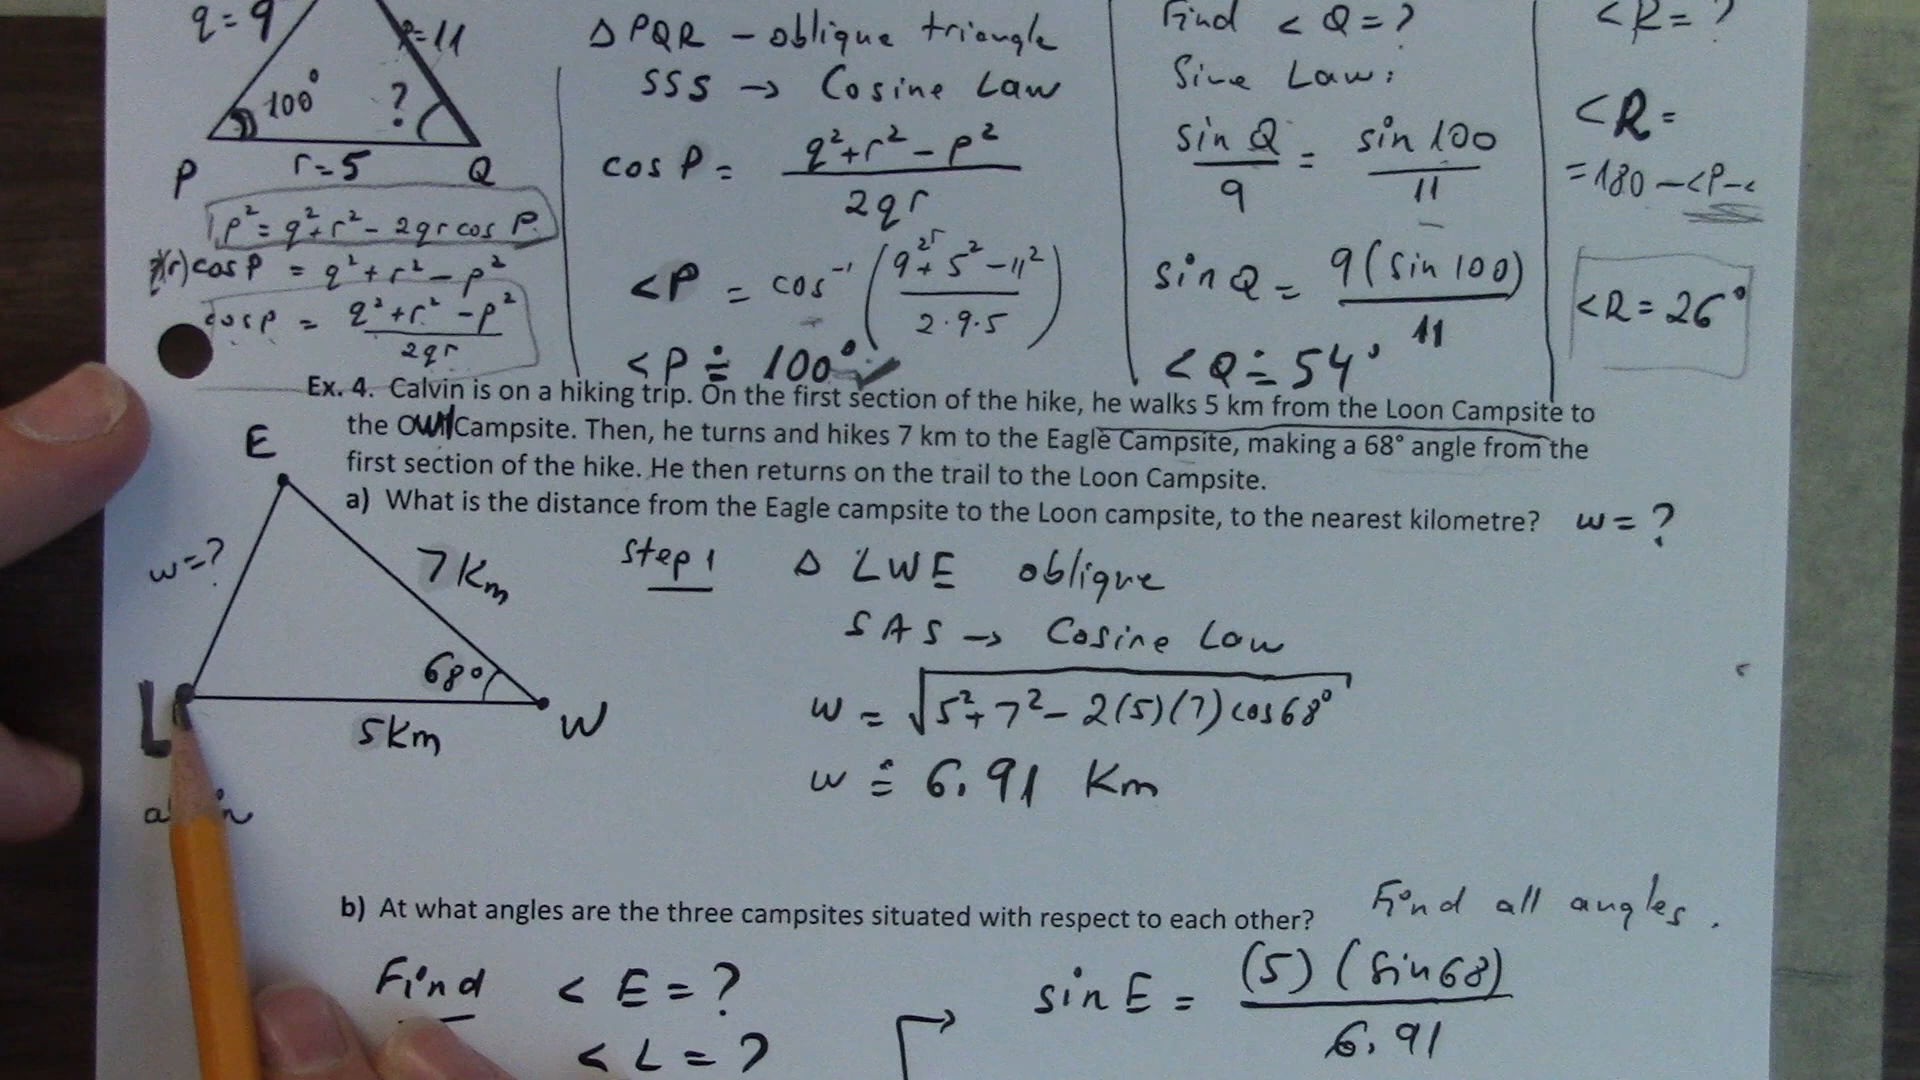 q = 9
p = 11
100°
?
P
r = 5
Q
p² = q² + r² - 2qr cos P
(r) cos P = q² + r² - p²
cos P = q² + r² - p² / 2qr
△ PQR - oblique triangle
SSS → Cosine Law
cos P = q² + r² - p² / 2qr
<P = cos⁻¹ ( 9² + 5² - 11² / 2·9·5 )
<P ≐ 100°
Find < Q = ?
Sine Law:
sin Q / 9 = sin 100 / 11
sin Q = 9 (sin 100) / 11
<Q ≐ 54°
<R = ?
<R =
= 180 - <P - <
<R = 26°
Ex. 4. Calvin is on a hiking trip. On the first section of the hike, he walks 5 km from the Loon Campsite to
the Owl Campsite. Then, he turns and hikes 7 km to the Eagle Campsite, making a 68° angle from the
first section of the hike. He then returns on the trail to the Loon Campsite.
a) What is the distance from the Eagle campsite to the Loon campsite, to the nearest kilometre? w = ?
E
w = ?
7 Km
68°
L
5 Km
W
Step 1
△ LWE oblique
SAS → Cosine Law
w = √5² + 7² - 2(5)(7) cos 68°
w ≐ 6.91 Km
b) At what angles are the three campsites situated with respect to each other? Find all angles.
Find < E = ?
< L = ?
→
sin E = (5) (sin 68) / 6.91